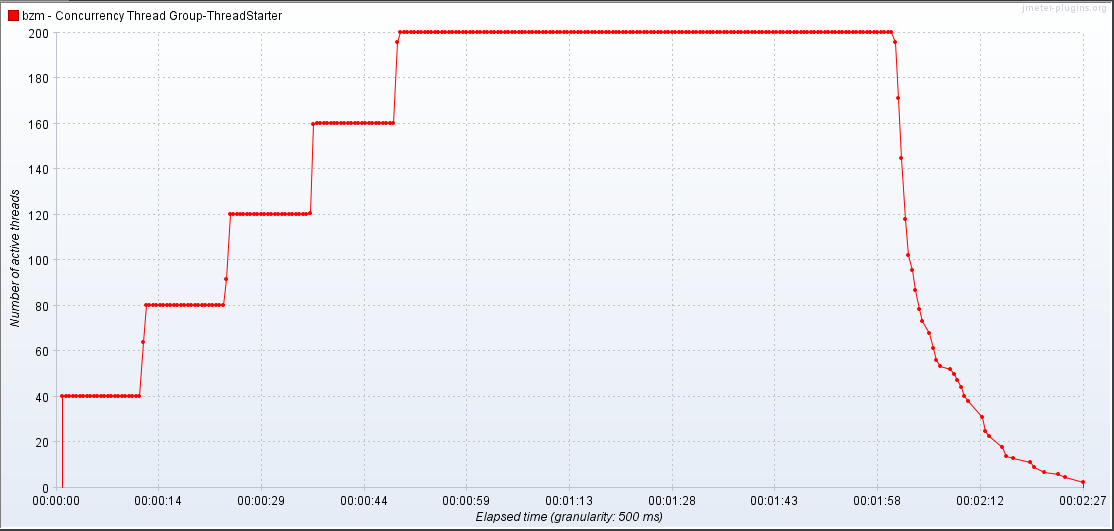 bzm - Concurrency Thread Group-ThreadStarter
jmeter-plugins.org
200
180
160
140
120
100
80
60
40
20
0
Number of active threads
00:00:00 00:00:14 00:00:29 00:00:44 00:00:59 00:01:13 00:01:28 00:01:43 00:01:58 00:02:12 00:02:27
Elapsed time (granularity: 500 ms)